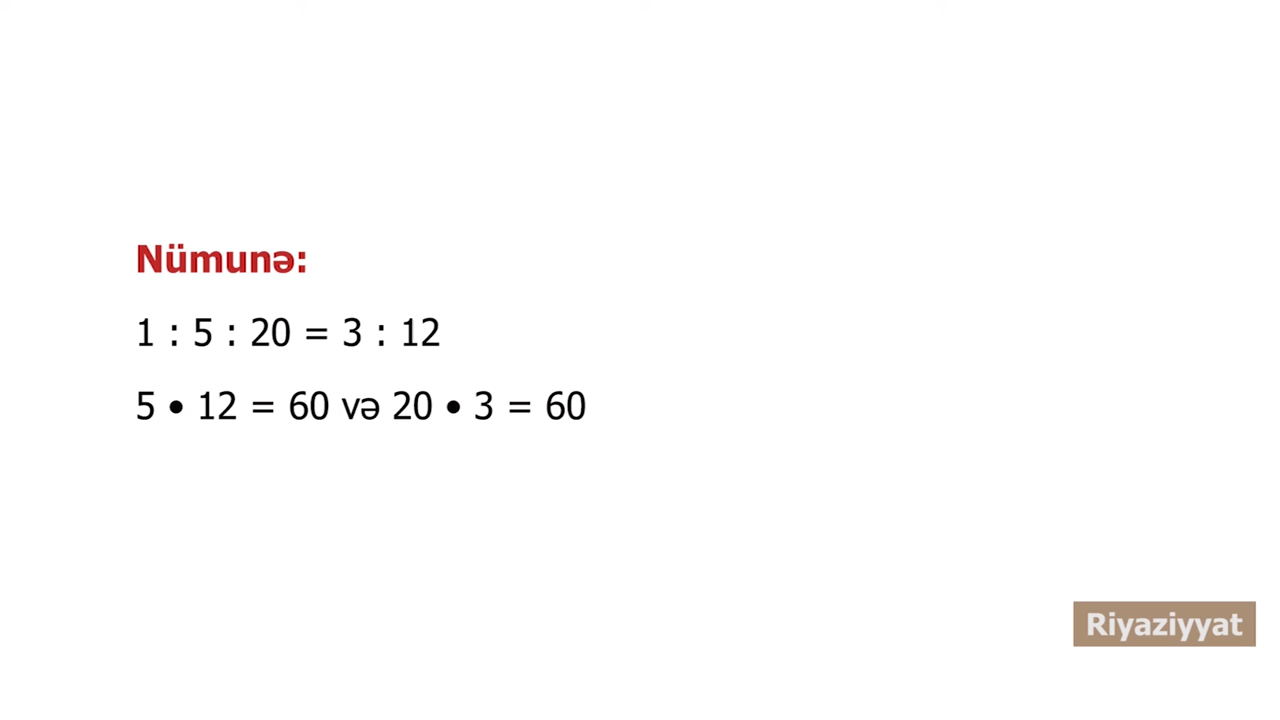 Nümunə:
1 : 5 : 20 = 3 : 12
5 • 12 = 60 və 20 • 3 = 60
Riyaziyyat